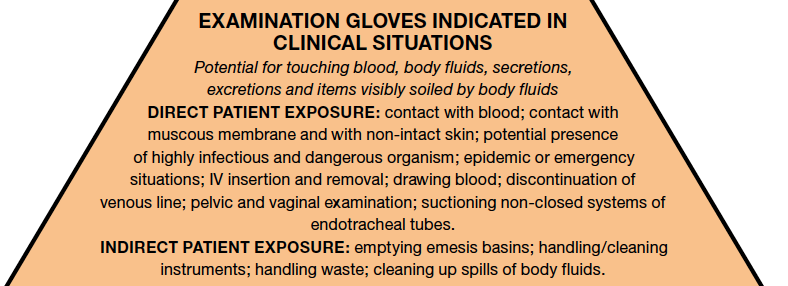 EXAMINATION GLOVES INDICATED IN
CLINICAL SITUATIONS
Potential for touching blood, body fluids, secretions,
excretions and items visibly soiled by body fluids
DIRECT PATIENT EXPOSURE: contact with blood; contact with
muscous membrane and with non-intact skin; potential presence
of highly infectious and dangerous organism; epidemic or emergency
situations; IV insertion and removal; drawing blood; discontinuation of
venous line; pelvic and vaginal examination; suctioning non-closed systems of
endotracheal tubes.
INDIRECT PATIENT EXPOSURE: emptying emesis basins; handling/cleaning
instruments; handling waste; cleaning up spills of body fluids.